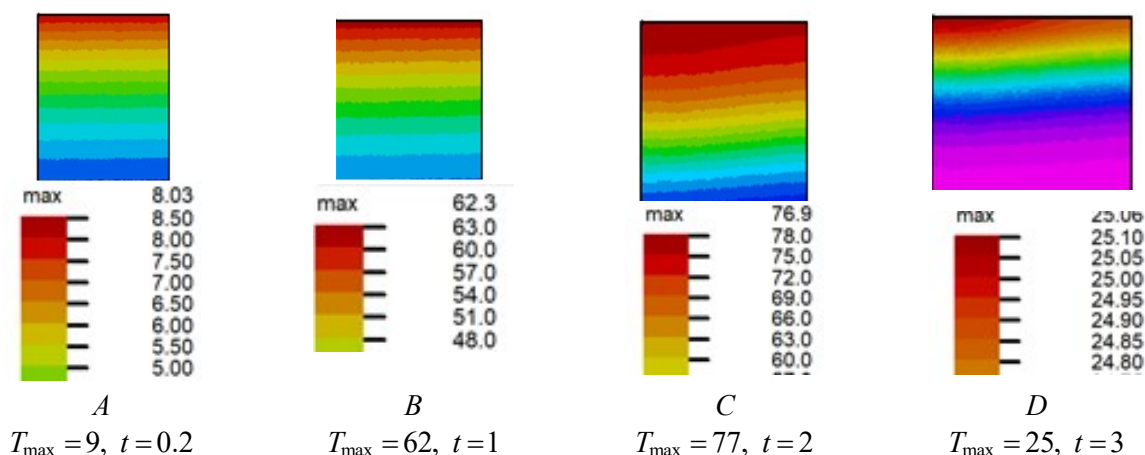 max 8.03
8.50
8.00
7.50
7.00
6.50
6.00
5.50
5.00
A
T_max = 9, t = 0.2
max 62.3
63.0
60.0
57.0
54.0
51.0
48.0
B
T_max = 62, t = 1
max 76.9
78.0
75.0
72.0
69.0
66.0
63.0
60.0
C
T_max = 77, t = 2
max 25.06
25.10
25.05
25.00
24.95
24.90
24.85
24.80
D
T_max = 25, t = 3